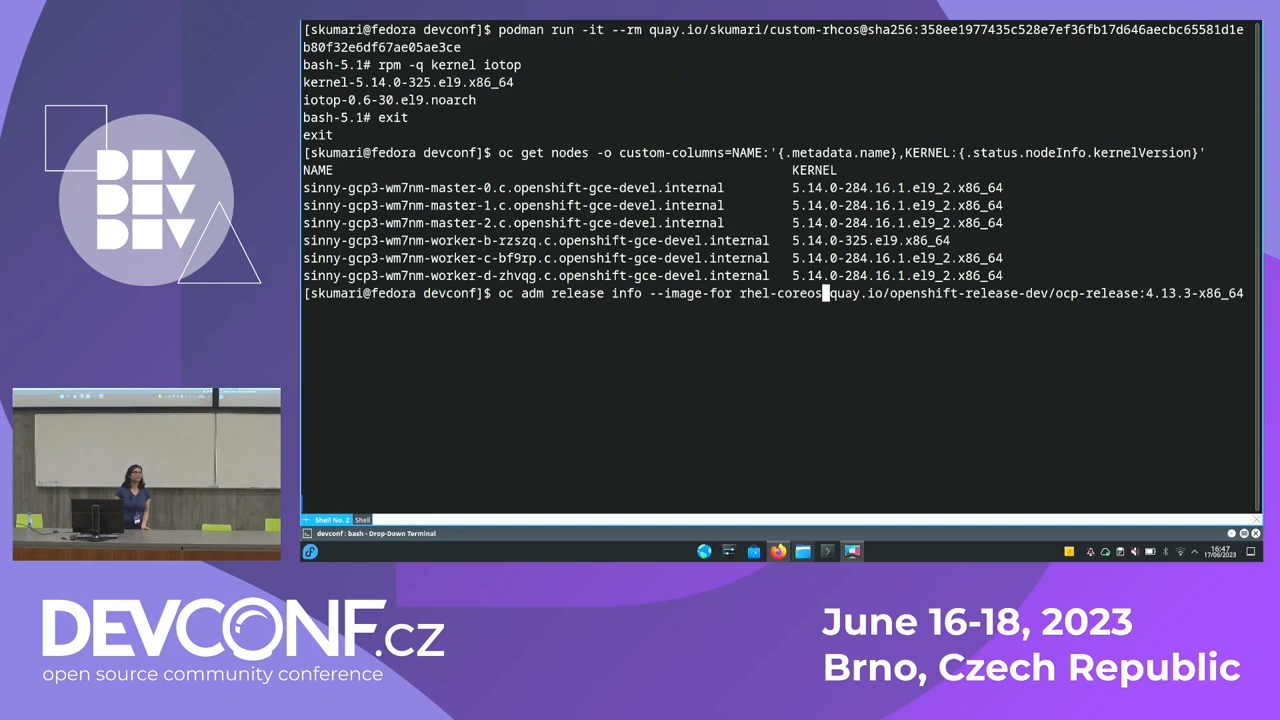 [skumari@fedora devconf]$ podman run -it --rm quay.io/skumari/custom-rhcos@sha256:358ee1977435c528e7ef36fb17d646aecbc65581d1e
b80f32e6df67ae05ae3ce
bash-5.1# rpm -q kernel iotop
kernel-5.14.0-325.el9.x86_64
iotop-0.6-30.el9.noarch
bash-5.1# exit
exit
[skumari@fedora devconf]$ oc get nodes -o custom-columns=NAME:'{.metadata.name},KERNEL:{.status.nodeInfo.kernelVersion}'
NAME KERNEL
sinny-gcp3-wm7nm-master-0.c.openshift-gce-devel.internal 5.14.0-284.16.1.el9_2.x86_64
sinny-gcp3-wm7nm-master-1.c.openshift-gce-devel.internal 5.14.0-284.16.1.el9_2.x86_64
sinny-gcp3-wm7nm-master-2.c.openshift-gce-devel.internal 5.14.0-284.16.1.el9_2.x86_64
sinny-gcp3-wm7nm-worker-b-rzszq.c.openshift-gce-devel.internal 5.14.0-325.el9.x86_64
sinny-gcp3-wm7nm-worker-c-bf9rp.c.openshift-gce-devel.internal 5.14.0-284.16.1.el9_2.x86_64
sinny-gcp3-wm7nm-worker-d-zhvqg.c.openshift-gce-devel.internal 5.14.0-284.16.1.el9_2.x86_64
[skumari@fedora devconf]$ oc adm release info --image-for rhel-coreos quay.io/openshift-release-dev/ocp-release:4.13.3-x86_64
Shell No. 2 Shell
devconf : bash - Drop-Down Terminal
16:47
17/06/2023
DEV
DEV
DEV
DEVCONF.cz
open source community conference
June 16-18, 2023
Brno, Czech Republic